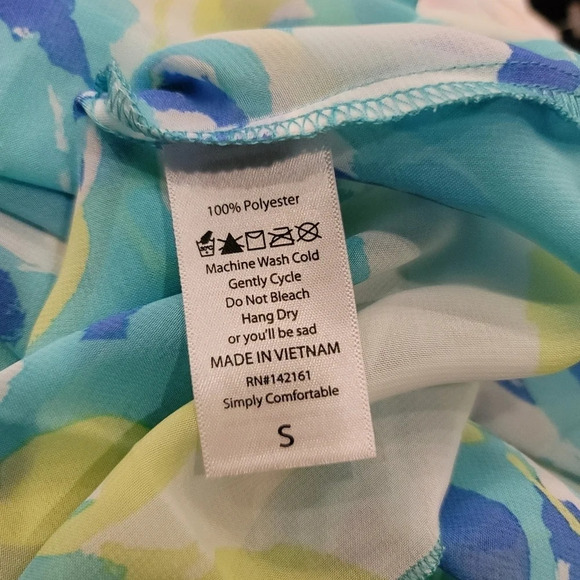 100% Polyester
Machine Wash Cold
Gently Cycle
Do Not Bleach
Hang Dry
or you'll be sad
MADE IN VIETNAM
RN#142161
Simply Comfortable
S